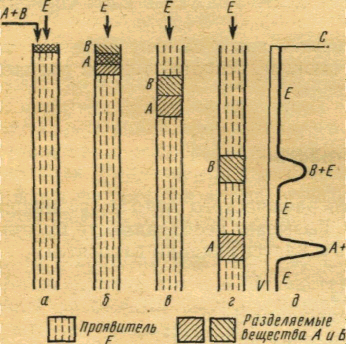 A+B E E E E C
B
A
B
A
E
B
B+E
E
A
A+
V E
а б в г д
Проявитель
E
Разделяемые
вещества A и B